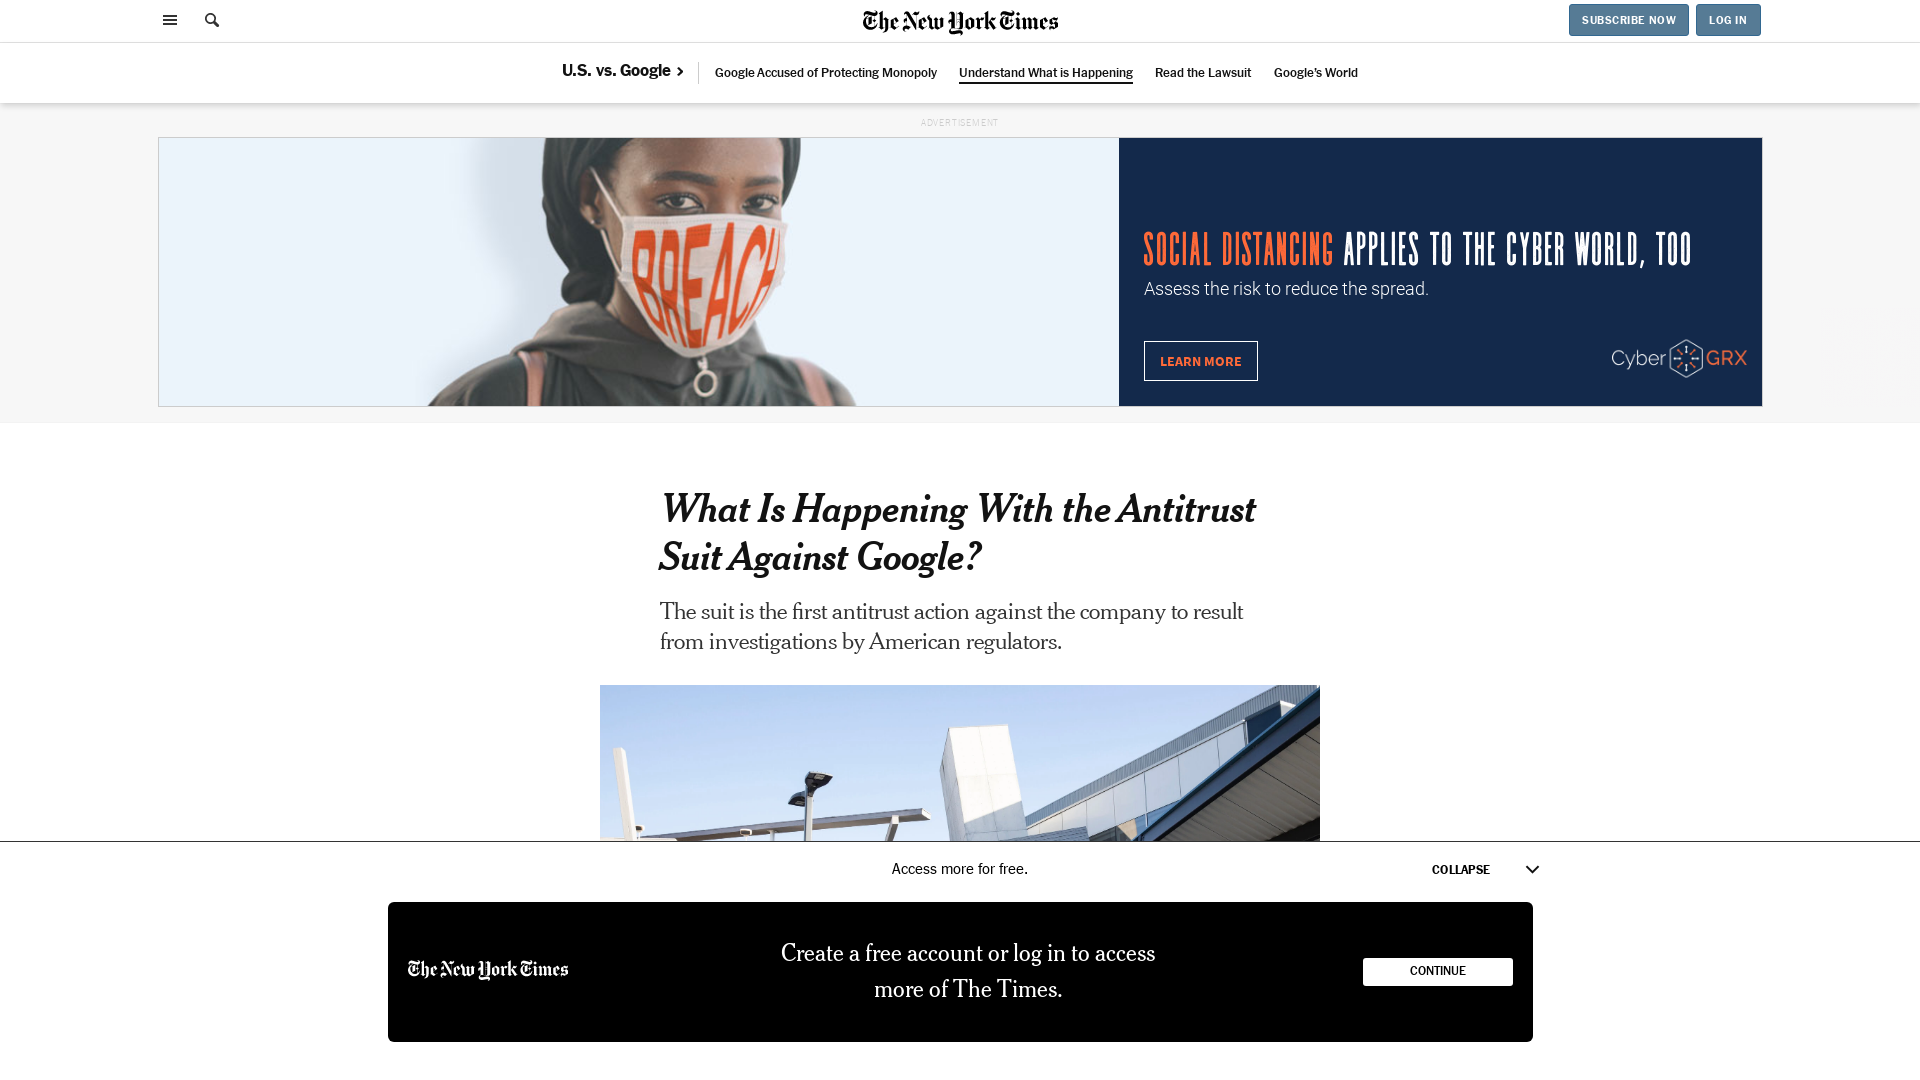 The New York Times
SUBSCRIBE NOW
LOG IN
U.S. vs. Google
Google Accused of Protecting Monopoly
Understand What is Happening
Read the Lawsuit
Google’s World
ADVERTISEMENT
BREACH
SOCIAL DISTANCING APPLIES TO THE CYBER WORLD, TOO
Assess the risk to reduce the spread.
LEARN MORE
CyberGRX
What Is Happening With the Antitrust
Suit Against Google?
The suit is the first antitrust action against the company to result
from investigations by American regulators.
Access more for free.
COLLAPSE
The New York Times
Create a free account or log in to access
more of The Times.
CONTINUE